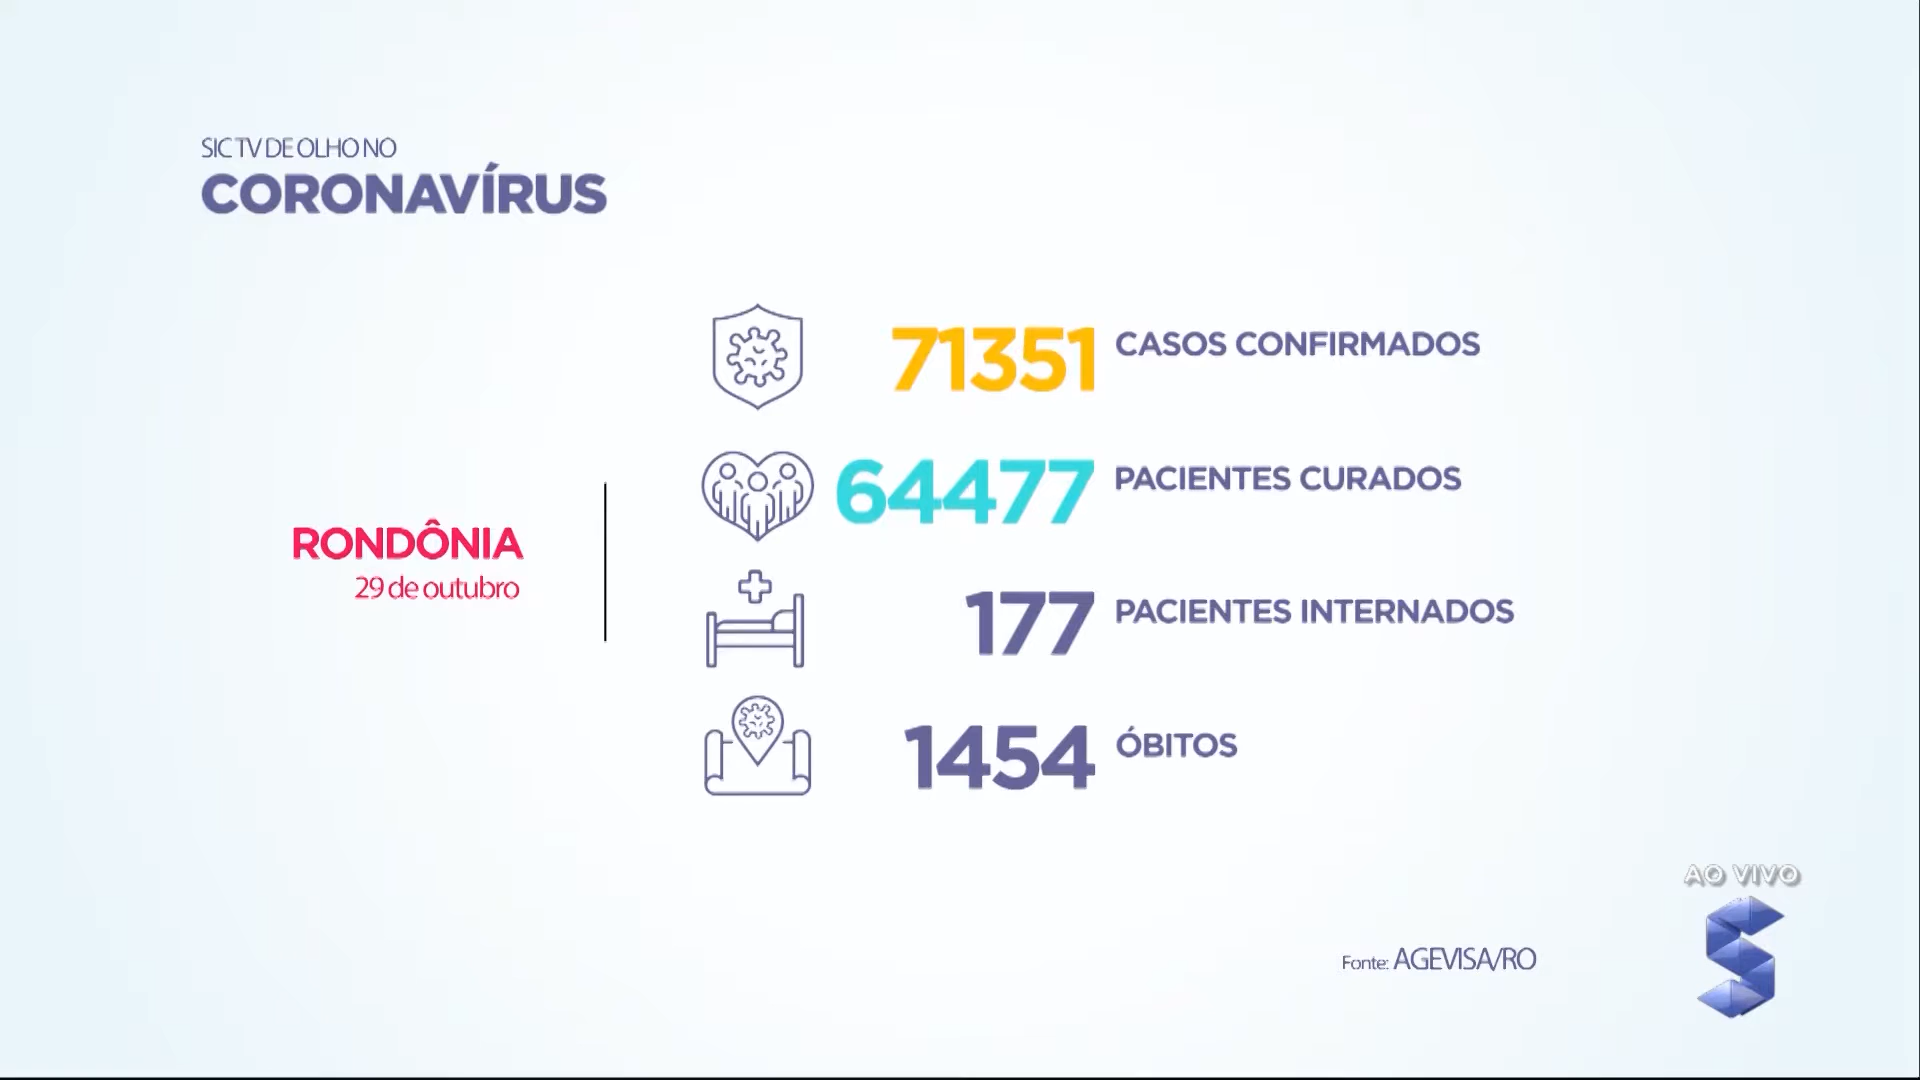 SIC TV DE OLHO NO
CORONAVÍRUS
RONDÔNIA
29 de outubro
71351 CASOS CONFIRMADOS
64477 PACIENTES CURADOS
177 PACIENTES INTERNADOS
1454 ÓBITOS
AO VIVO
Fonte: AGEVISA/RO